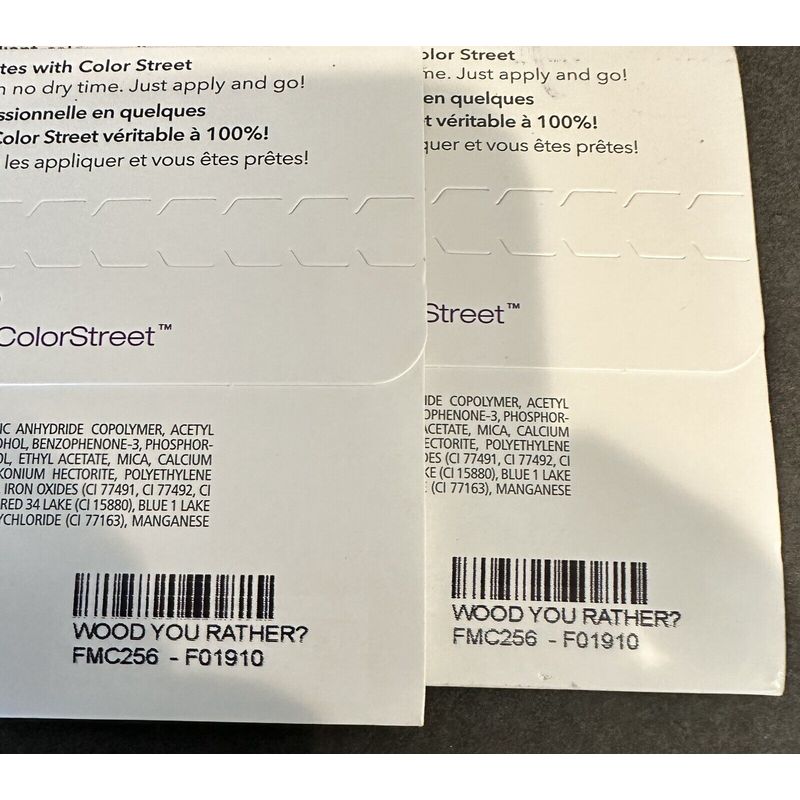 tes with Color Street
no dry time. Just apply and go!
ssionnelle en quelques
Color Street véritable à 100%!
les appliquer et vous êtes prêtes!
ColorStreet™
IC ANHYDRIDE COPOLYMER, ACETYL
OHOL, BENZOPHENONE-3, PHOSPHOR-
OL, ETHYL ACETATE, MICA, CALCIUM
KONIUM HECTORITE, POLYETHYLENE
IRON OXIDES (CI 77491, CI 77492, CI
RED 34 LAKE (CI 15880), BLUE 1 LAKE
YCHLORIDE (CI 77163), MANGANESE
WOOD YOU RATHER?
FMC256 - F01910
olor Street
me. Just apply and go!
en quelques
t véritable à 100%!
quer et vous êtes prêtes!
Street™
IDE COPOLYMER, ACETYL
OPHENONE-3, PHOSPHOR-
ACETATE, MICA, CALCIUM
ECTORITE, POLYETHYLENE
DES (CI 77491, CI 77492, CI
KE (CI 15880), BLUE 1 LAKE
(CI 77163), MANGANESE
WOOD YOU RATHER?
FMC256 - F01910